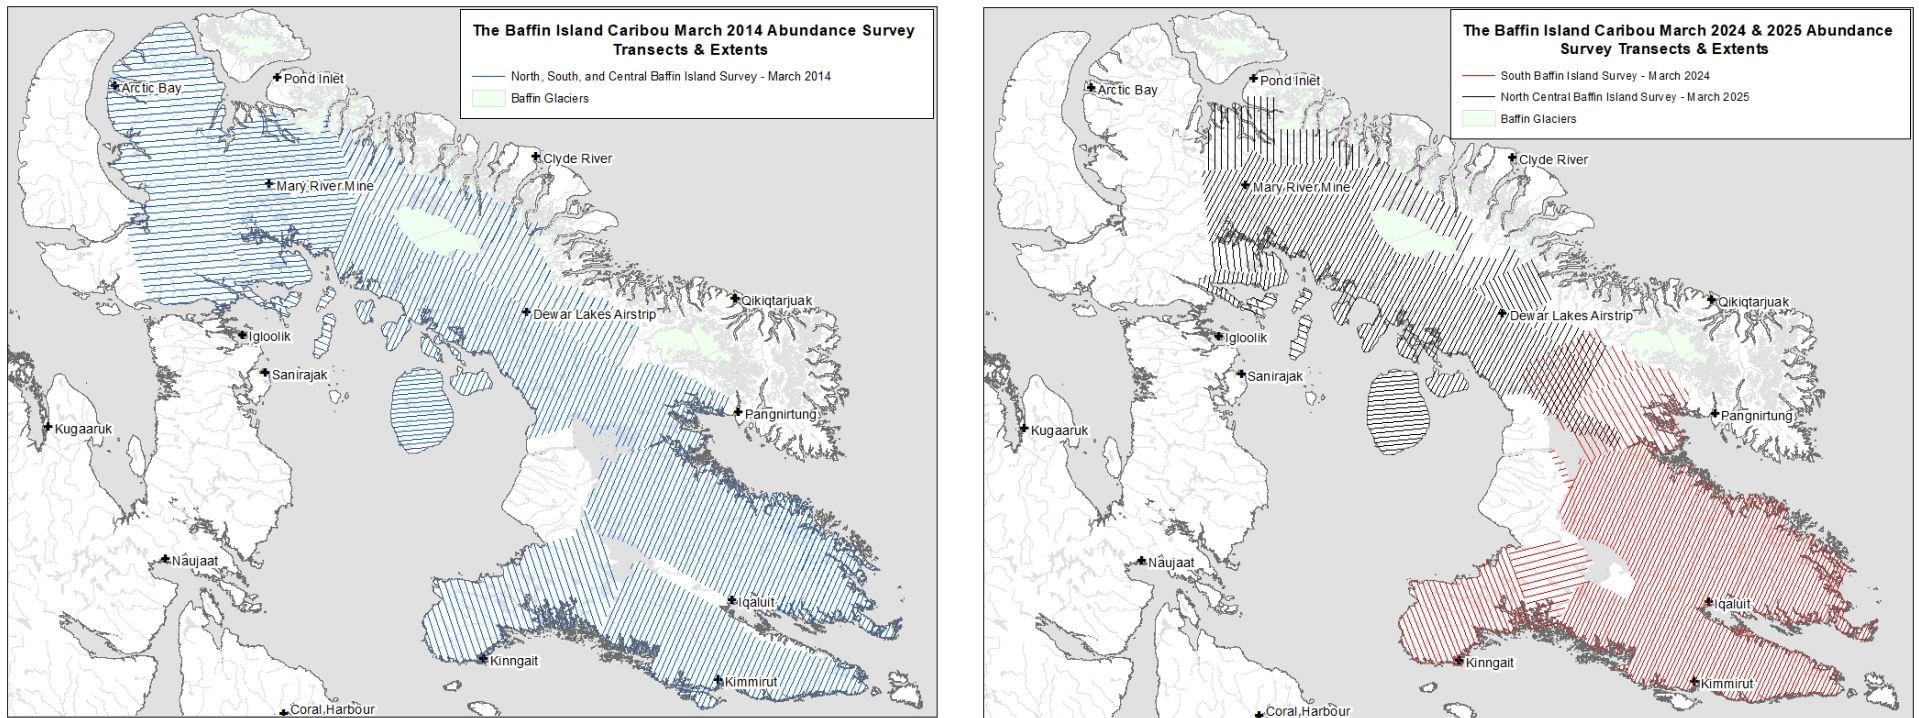 The Baffin Island Caribou March 2014 Abundance Survey
Transects & Extents
North, South, and Central Baffin Island Survey - March 2014
Baffin Glaciers
Pond Inlet
Arctic Bay
Clyde River
Mary River Mine
Qikiqtarjuak
Dewar Lakes Airstrip
Igloolik
Sanirajak
Pangnirtung
Kugaaruk
Naujaat
Iqaluit
Kinngait
Kimmirut
Coral Harbour
The Baffin Island Caribou March 2024 & 2025 Abundance
Survey Transects & Extents
South Baffin Island Survey - March 2024
North Central Baffin Island Survey - March 2025
Baffin Glaciers
Pond Inlet
Arctic Bay
Clyde River
Mary River Mine
Qikiqtarjuak
Dewar Lakes Airstrip
Igloolik
Sanirajak
Pangnirtung
Kugaaruk
Naujaat
Iqaluit
Kinngait
Kimmirut
Coral Harbour